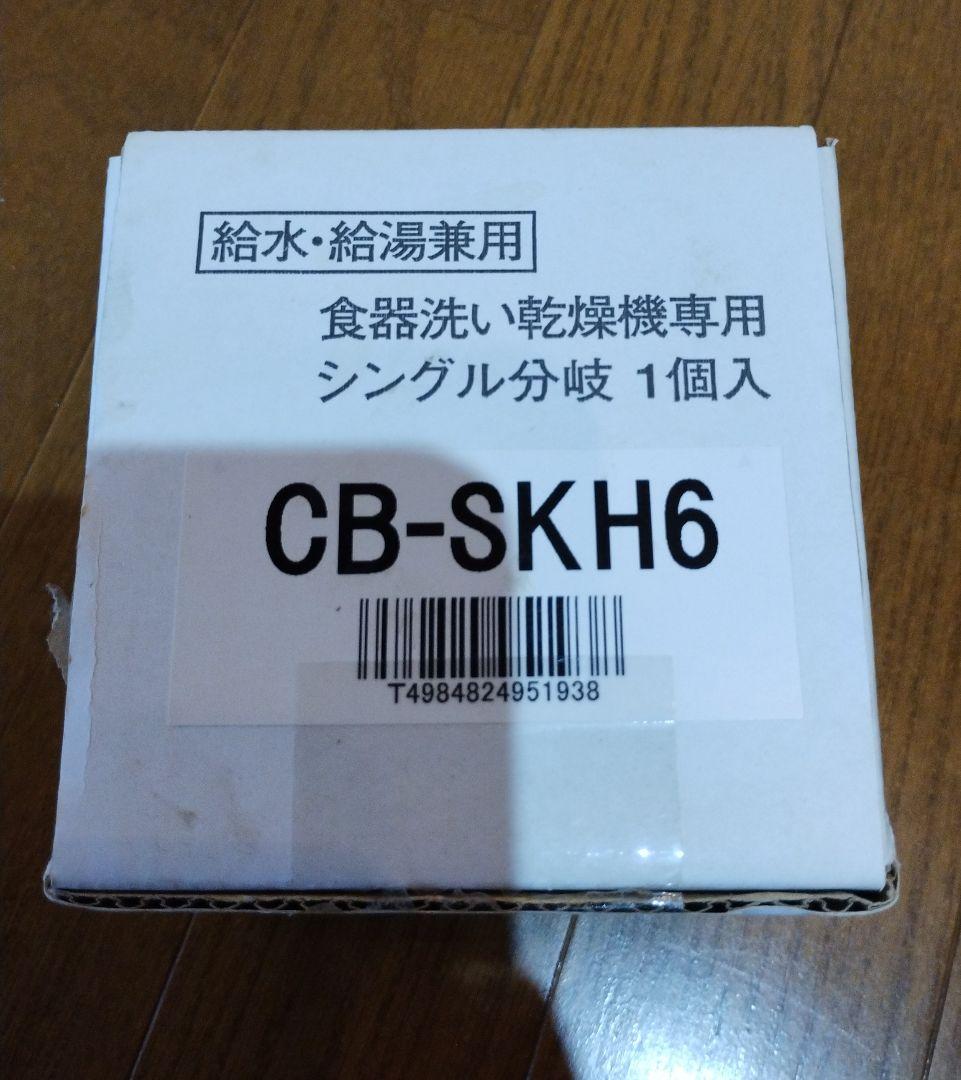 給水・給湯兼用
食器洗い乾燥機専用
シングル分岐 1個入
CB-SKH6
T4984824951938